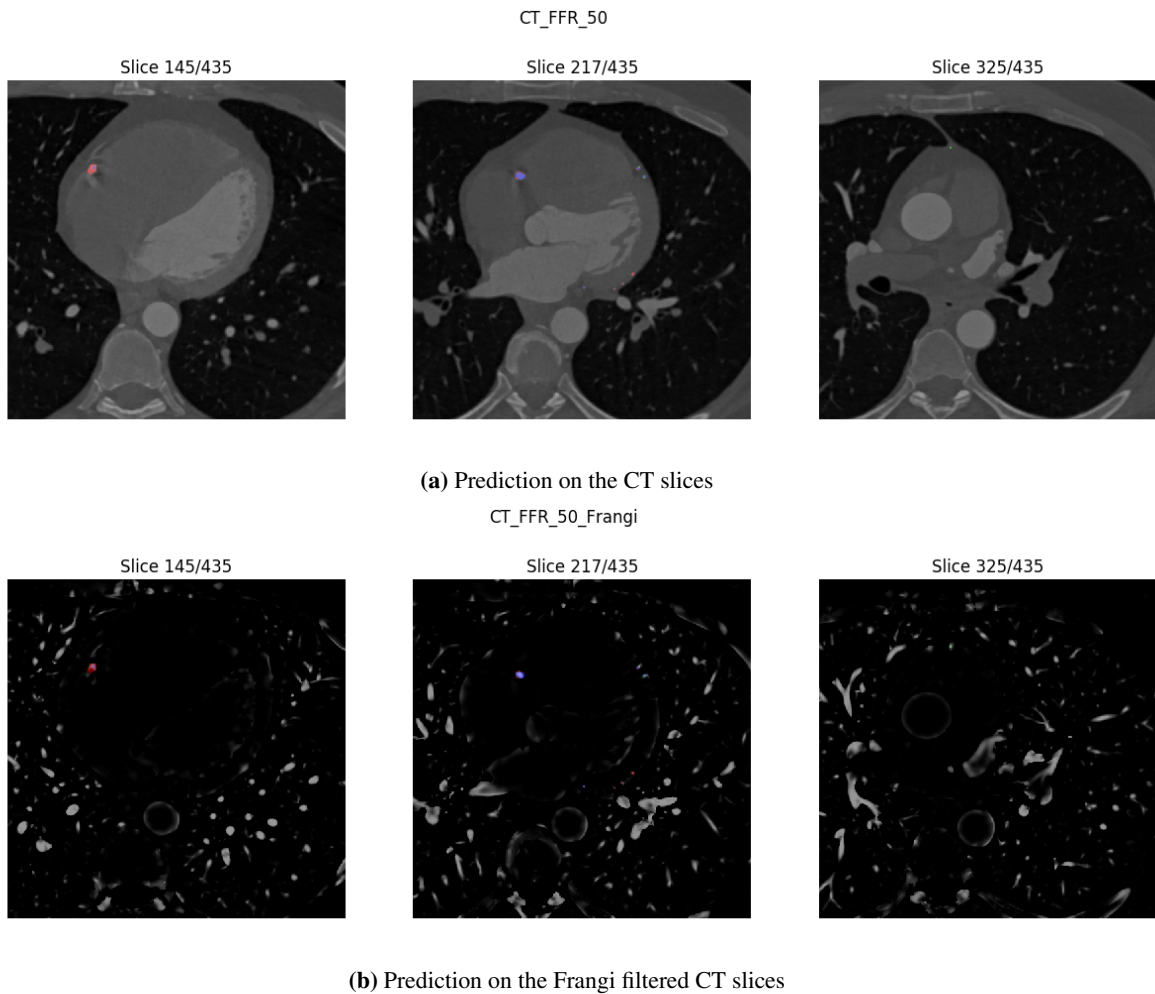 CT_FFR_50
Slice 145/435 Slice 217/435 Slice 325/435
(a) Prediction on the CT slices
CT_FFR_50_Frangi
Slice 145/435 Slice 217/435 Slice 325/435
(b) Prediction on the Frangi filtered CT slices